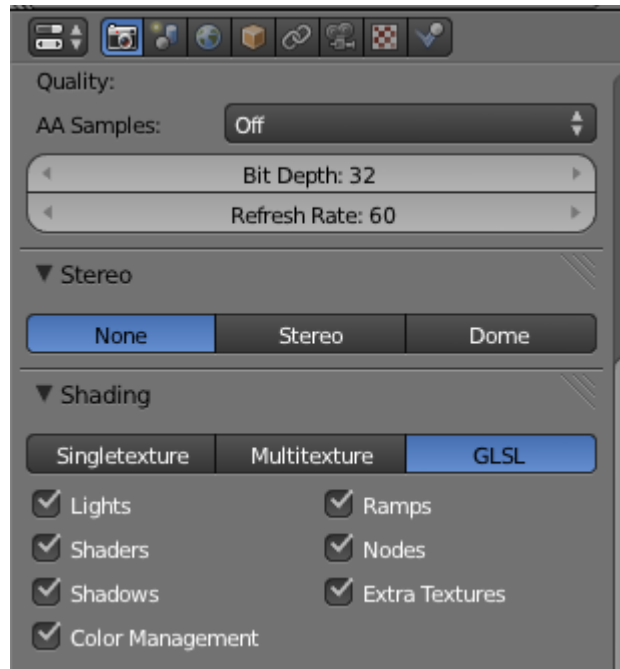 Quality:
AA Samples: Off
Bit Depth: 32
Refresh Rate: 60
Stereo
None Stereo Dome
Shading
Singletexture Multitexture GLSL
Lights Ramps
Shaders Nodes
Shadows Extra Textures
Color Management